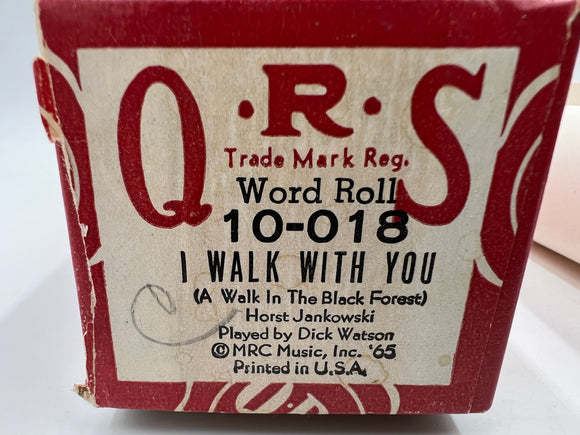 Q·R·S
Trade Mark Reg.
Word Roll
10-018
I WALK WITH YOU
(A Walk In The Black Forest)
Horst Jankowski
Played by Dick Watson
©MRC Music, Inc. '65
Printed in U.S.A.